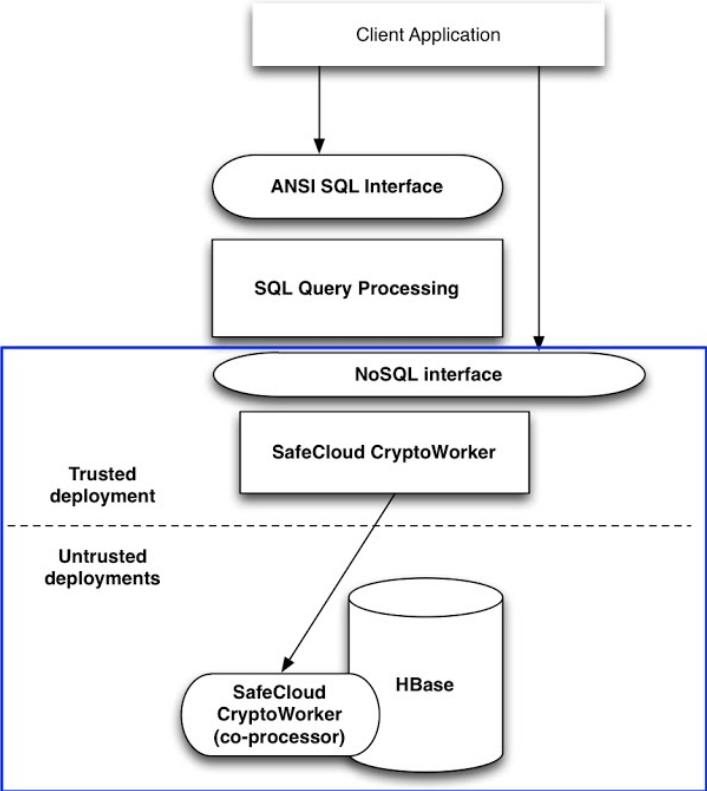 Client Application
ANSI SQL Interface
SQL Query Processing
NoSQL interface
SafeCloud CryptoWorker
Trusted
deployment
Untrusted
deployments
HBase
SafeCloud
CryptoWorker
(co-processor)